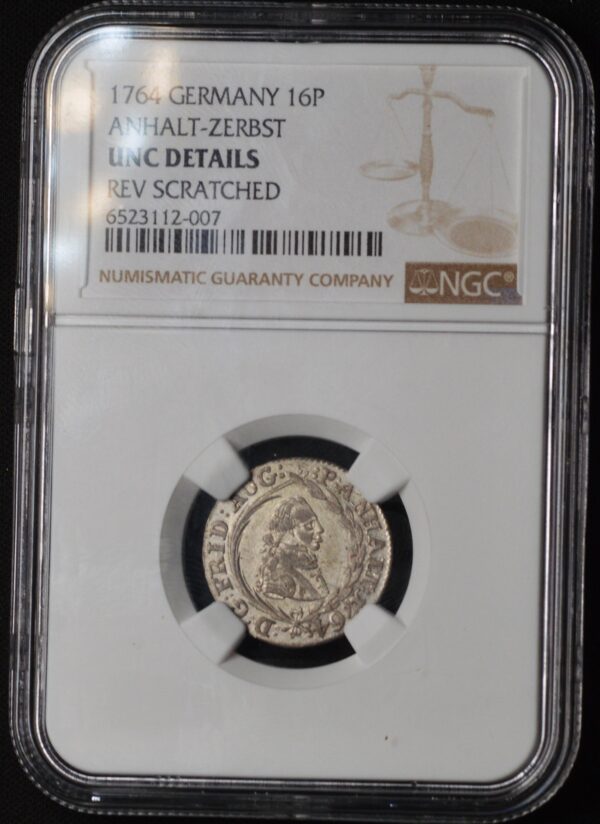 1764 GERMANY 16P
ANHALT-ZERBST
UNC DETAILS
REV SCRATCHED
6523112-007
NUMISMATIC GUARANTY COMPANY
NGC®
D:G:FRID:AUG: P:ANHALT